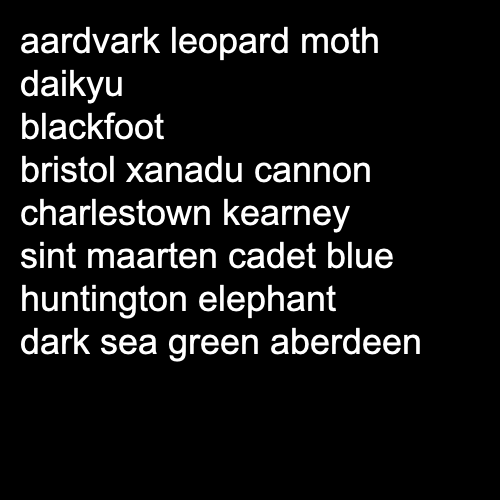 aardvark leopard moth
daikyu
blackfoot
bristol xanadu cannon
charlestown kearney
sint maarten cadet blue
huntington elephant
dark sea green aberdeen